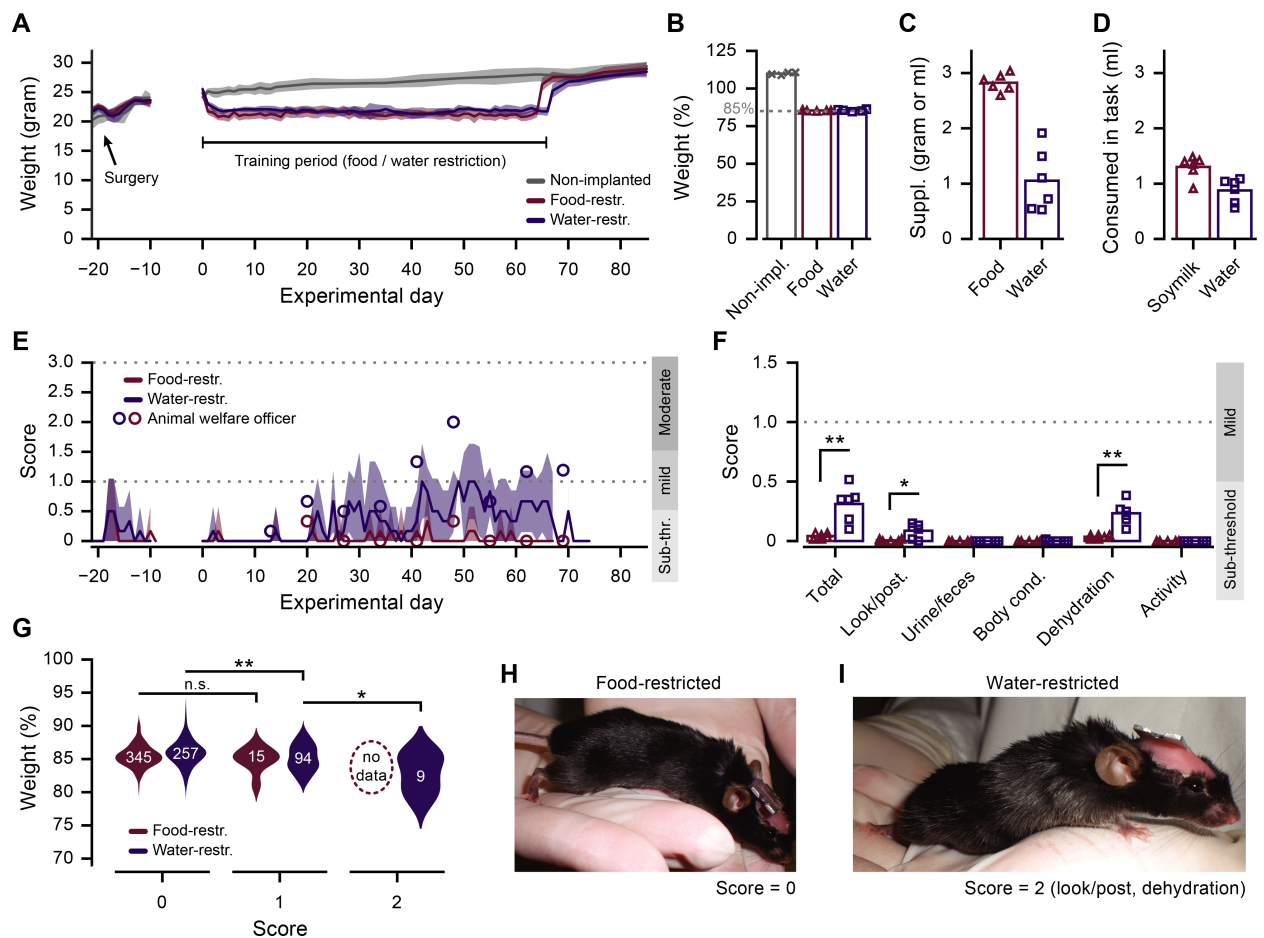 A
Weight (gram)
30
25
20
15
10
5
0
Surgery
Training period (food / water restriction)
Non-implanted
Food-restr.
Water-restr.
−20 −10 0 10 20 30 40 50 60 70 80
Experimental day
B
Weight (%)
125
100
85%
75
50
25
0
Non-impl. Food Water
C
Suppl. (gram or ml)
3
2
1
0
Food Water
D
Consumed in task (ml)
3
2
1
0
Soymilk Water
E
Score
3.0
2.5
2.0
1.5
1.0
0.5
0
Food-restr.
Water-restr.
Animal welfare officer
Moderate
mild
Sub-thr.
−20 −10 0 10 20 30 40 50 60 70 80
Experimental day
F
Score
1.5
1.0
0.5
0
**
*
**
Mild
Sub-threshold
Total Look/post. Urine/feces Body cond. Dehydration Activity
G
Weight (%)
100
95
90
85
80
75
70
**
n.s.
*
345 257 15 94 no data 9
Food-restr.
Water-restr.
0 1 2
Score
H
Food-restricted
Score = 0
I
Water-restricted
Score = 2 (look/post, dehydration)